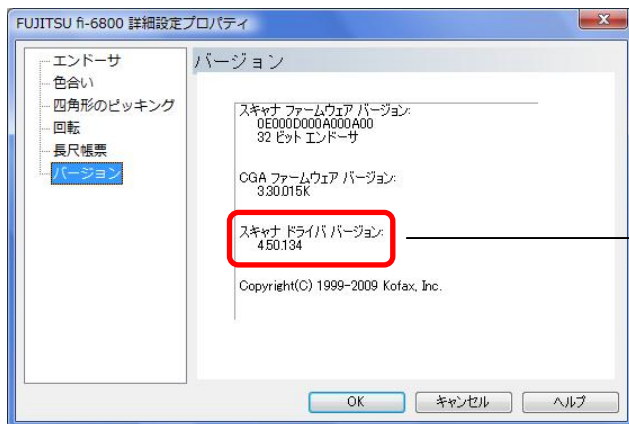 FUJITSU fi-6800 詳細設定プロパティ
エンドーサ
色合い
四角形のピッキング
回転
長尺帳票
バージョン
バージョン
スキャナ ファームウェア バージョン:
0E000D000A000A00
32 ビット エンドーサ
CGA ファームウェア バージョン:
3.30.015K
スキャナ ドライバ バージョン:
4.50.134
Copyright(C) 1999-2009 Kofax, Inc.
OK
キャンセル
ヘルプ